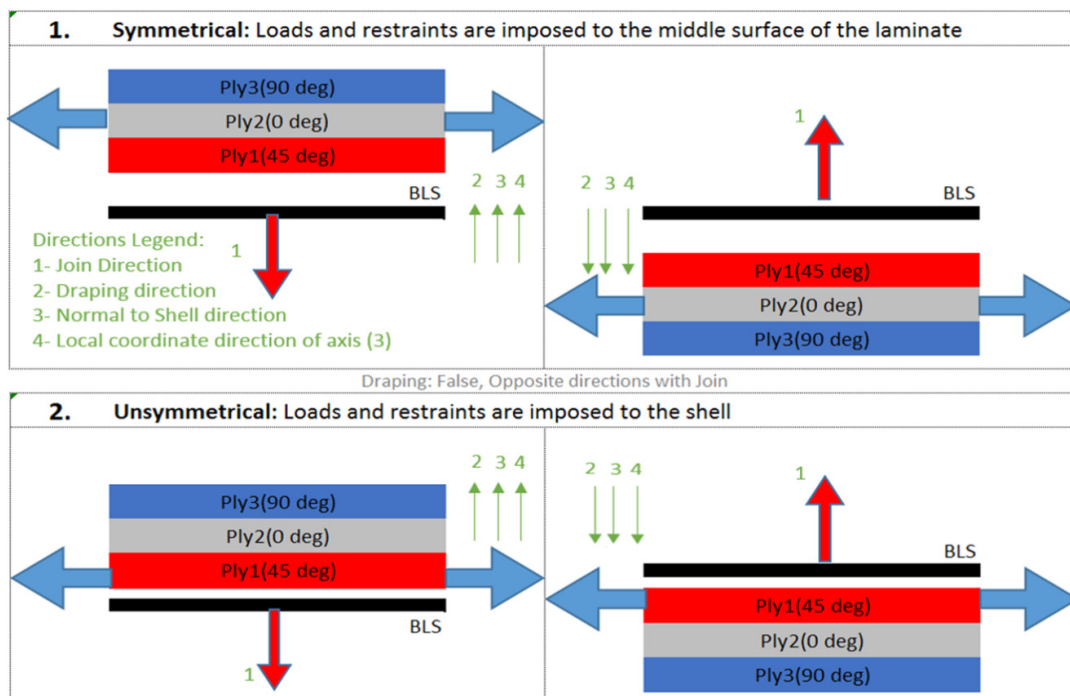 1. Symmetrical: Loads and restraints are imposed to the middle surface of the laminate
Ply3(90 deg)
Ply2(0 deg)
Ply1(45 deg)
2 3 4
BLS
1
Directions Legend:
1- Join Direction
2- Draping direction
3- Normal to Shell direction
4- Local coordinate direction of axis (3)
1
2 3 4
BLS
Ply1(45 deg)
Ply2(0 deg)
Ply3(90 deg)
Draping: False, Opposite directions with Join
2. Unsymmetrical: Loads and restraints are imposed to the shell
2 3 4
Ply3(90 deg)
Ply2(0 deg)
Ply1(45 deg)
BLS
1
2 3 4
1
BLS
Ply1(45 deg)
Ply2(0 deg)
Ply3(90 deg)